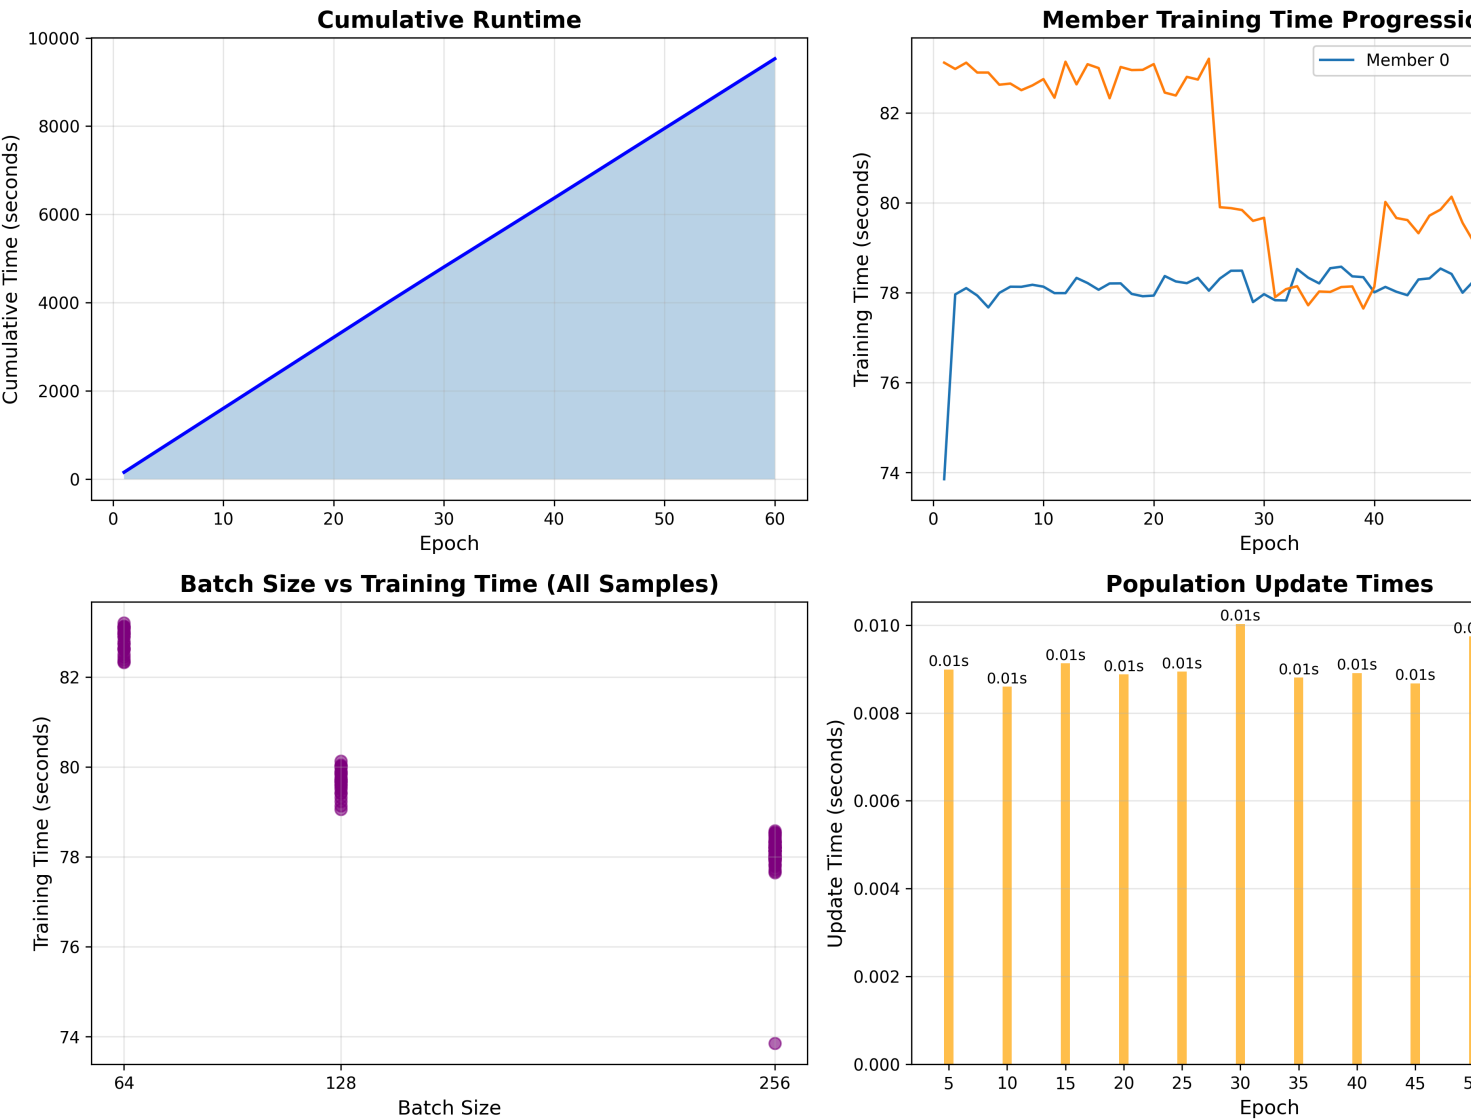 Cumulative Runtime
10000
8000
6000
4000
2000
0
Cumulative Time (seconds)
0 10 20 30 40 50 60
Epoch
Member Training Time Progressio
Member 0
82
80
78
76
74
Training Time (seconds)
0 10 20 30 40
Epoch
Batch Size vs Training Time (All Samples)
82
80
78
76
74
Training Time (seconds)
64 128 256
Batch Size
Population Update Times
0.010
0.008
0.006
0.004
0.002
0.000
Update Time (seconds)
0.01s 0.01s 0.01s 0.01s 0.01s 0.01s 0.01s 0.01s 0.01s
5 10 15 20 25 30 35 40 45
Epoch